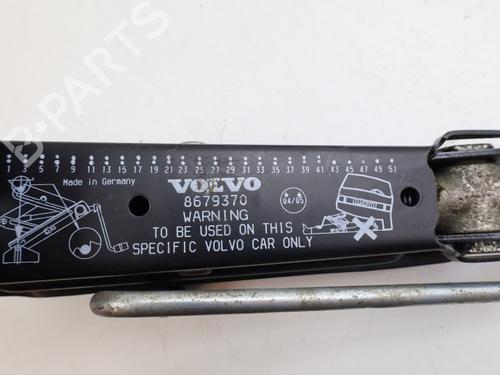 B-PARTS
1 3 5 7 9 11 13 15 17 19 21 23 25 27 29 31 33 35 37 39 41 43 45 47 49 51
Made in Germany
VOLVO
8679370
04/05
WARNING
TO BE USED ON THIS
SPECIFIC VOLVO CAR ONLY